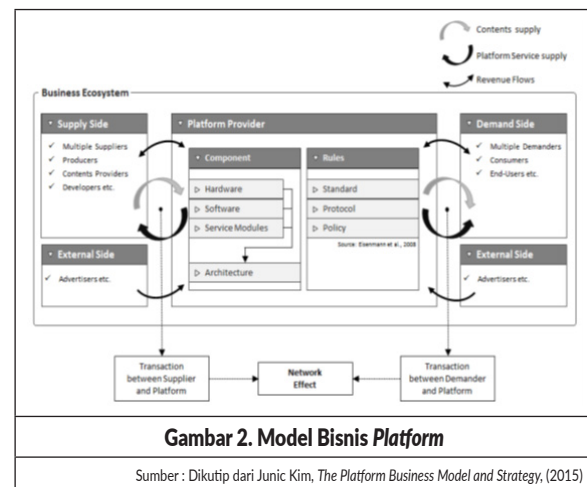 Contents supply
Platform Service supply
Revenue Flows
Business Ecosystem
Supply Side
✓ Multiple Suppliers
✓ Producers
✓ Contents Providers
✓ Developers etc.
External Side
✓ Advertisers etc.
Platform Provider
Component
▷ Hardware
▷ Software
▷ Service Modules
▷ Architecture
Rules
▷ Standard
▷ Protocol
▷ Policy
Source : Eisenmann et al., 2008
Demand Side
✓ Multiple Demanders
✓ Consumers
✓ End-Users etc.
External Side
✓ Advertisers etc.
Transaction
between Supplier
and Platform
Network
Effect
Transaction
between Demander
and Platform
Gambar 2. Model Bisnis Platform
Sumber : Dikutip dari Junic Kim, The Platform Business Model and Strategy, (2015)